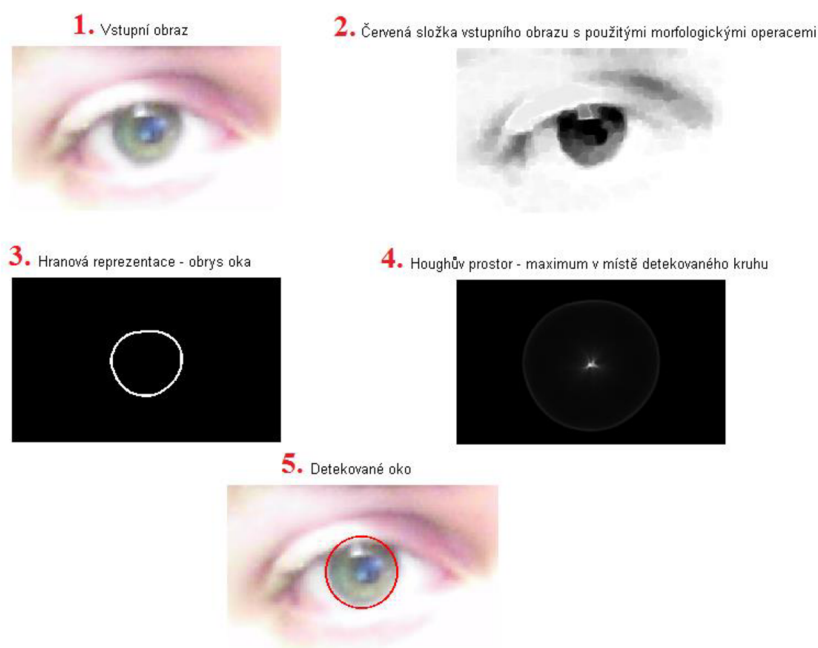 1. Vstupní obraz
2. Červená složka vstupního obrazu s použitými morfologickými operacemi
3. Hranová reprezentace - obrys oka
4. Houghův prostor - maximum v místě detekovaného kruhu
5. Detekované oko